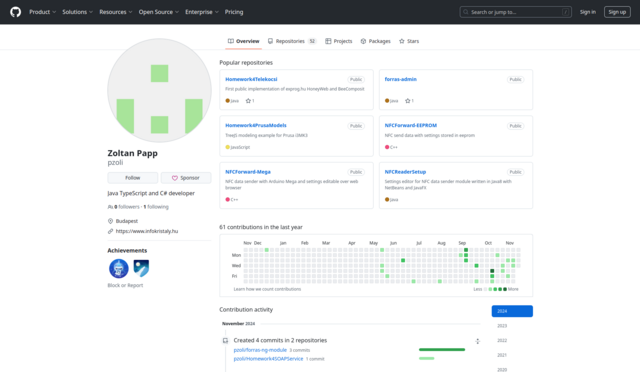 Product
Solutions
Resources
Open Source
Enterprise
Pricing
Search or jump to...
/
Sign in
Sign up
Overview
Repositories 52
Projects
Packages
Stars
Zoltan Papp
pzoli
Follow
Sponsor
Java TypeScript and C# developer
8 followers · 1 following
Budapest
https://www.infokristaly.hu
Achievements
Block or Report
Popular repositories
Homework4Telekocsi
Public
First public implementation of exprog.hu HoneyWeb and BeeCompock
Java
1
forras-admin
Public
Java
1
Homework4PrusaModels
Public
ThreeJS modeling example for Prusa i3MK3
JavaScript
NFCForward-EEPROM
Public
NFC send data with settings stored in eeprom
C++
NFCForward-Mega
Public
NFC data sender with Arduino Mega and settings editable over web
browser
C++
NFCReaderSetup
Public
Settings editor for NFC data sender module written in Java8 with
NetBeans and JavaFX
Java
61 contributions in the last year
Nov Dec Jan Feb Mar Apr May Jun Jul Aug Sep Oct Nov
Mon
Wed
Fri
Learn how we count contributions
Less
More
Contribution activity
2024
2023
2022
2021
2020
November 2024
Created 4 commits in 2 repositories
pzoli/forras-ng-module 3 commits
pzoli/Homework4SOAPService 1 commit